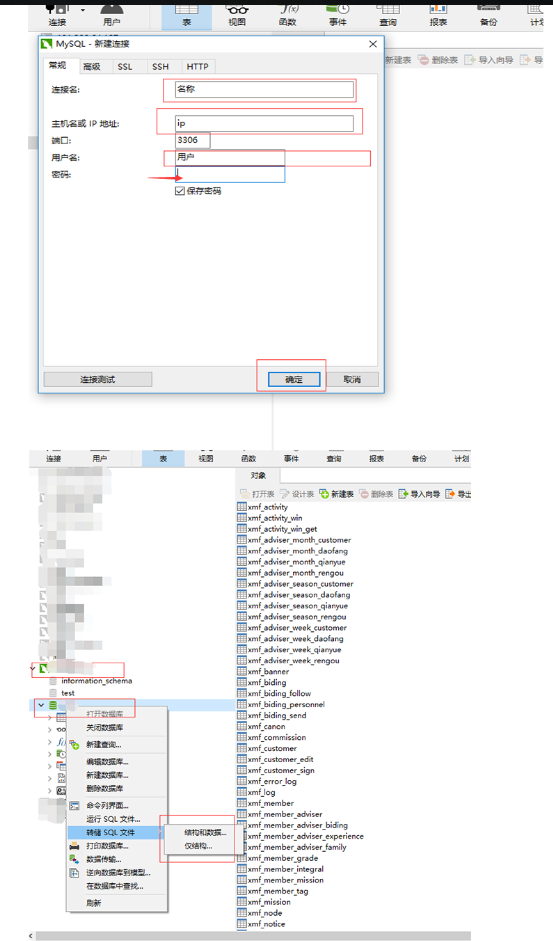 连接 用户 表 视图 函数 事件 查询 报表 备份 计划
MySQL - 新建连接
新建表 删除表 导入向导 导
常规 高级 SSL SSH HTTP
连接名: 名称
主机名或 IP 地址: ip
端口: 3306
用户名: 用户
密码:
保存密码
连接测试 确定 取消
连接 用户 表 视图 函数 事件 查询 报表 备份 计划
对象
打开表 设计表 新建表 删除表 导入向导 导出
xmf_activity
xmf_activity_win
xmf_activity_win_get
xmf_adviser_month_customer
xmf_adviser_month_daofang
xmf_adviser_month_qianyue
xmf_adviser_month_rengou
xmf_adviser_season_customer
xmf_adviser_season_daofang
xmf_adviser_season_qianyue
xmf_adviser_season_rengou
xmf_adviser_week_customer
xmf_adviser_week_daofang
xmf_adviser_week_qianyue
xmf_adviser_week_rengou
xmf_banner
xmf_biding
xmf_biding_follow
xmf_biding_personnel
xmf_biding_send
xmf_canon
xmf_commission
xmf_customer
xmf_customer_edit
xmf_customer_sign
xmf_error_log
xmf_log
xmf_member
xmf_member_adviser
xmf_member_adviser_biding
xmf_member_adviser_experience
xmf_member_adviser_family
xmf_member_grade
xmf_member_integral
xmf_member_mission
xmf_member_tag
xmf_mission
xmf_node
xmf_notice
information_schema
test
打开数据库
关闭数据库
新建查询...
编辑数据库...
新建数据库...
删除数据库
命令列界面...
运行 SQL 文件...
转储 SQL 文件
结构和数据...
仅结构...
打印数据库...
数据传输...
逆向数据库到模型...
在数据库中查找...
刷新